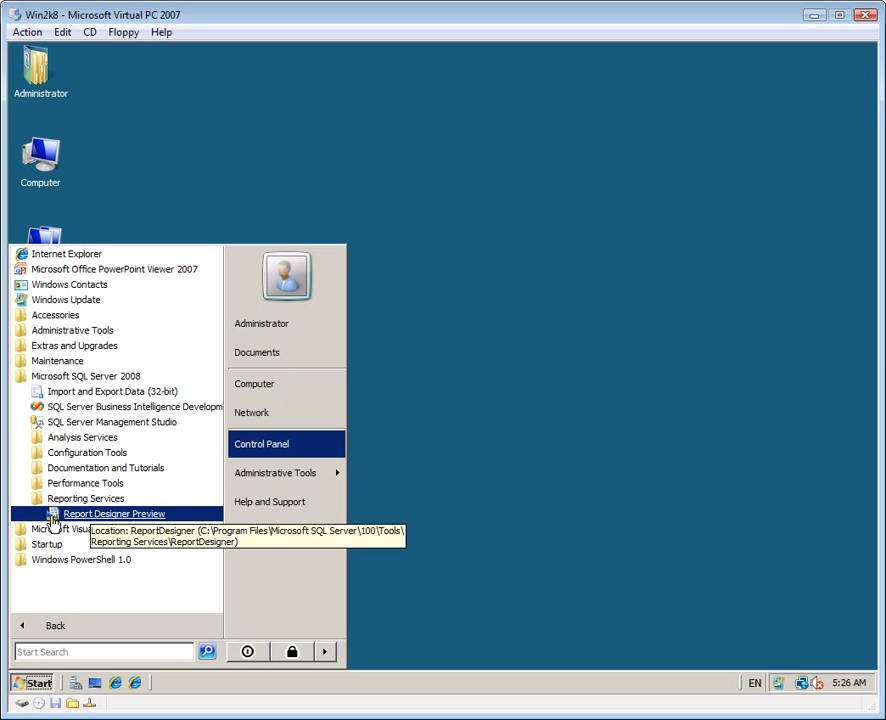 Win2k8 - Microsoft Virtual PC 2007
Action Edit CD Floppy Help
Administrator
Computer
Internet Explorer
Microsoft Office PowerPoint Viewer 2007
Windows Contacts
Windows Update
Accessories
Administrative Tools
Extras and Upgrades
Maintenance
Microsoft SQL Server 2008
Import and Export Data (32-bit)
SQL Server Business Intelligence Developm
SQL Server Management Studio
Analysis Services
Configuration Tools
Documentation and Tutorials
Performance Tools
Reporting Services
Report Designer Preview
Microsoft Visua
Startup
Windows PowerShell 1.0
Back
Start Search
Administrator
Documents
Computer
Network
Control Panel
Administrative Tools
Help and Support
Location: ReportDesigner (C:\Program Files\Microsoft SQL Server\100\Tools\
Reporting Services\ReportDesigner)
Start
EN
5:26 AM